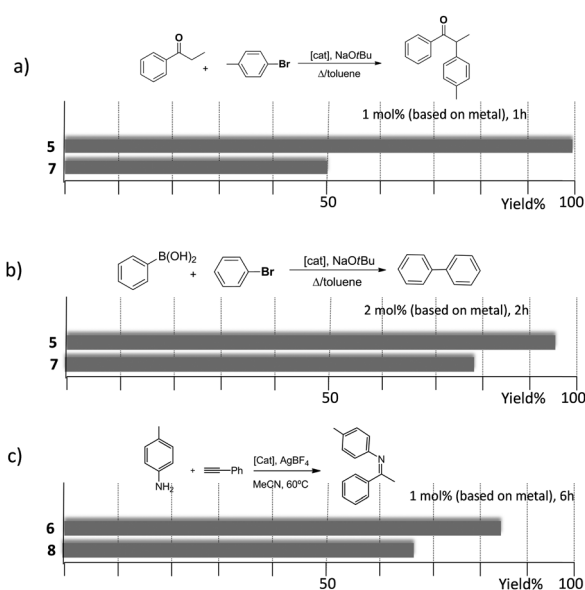 a)
O
+
Br
[cat], NaOtBu
Δ/toluene
O
1 mol% (based on metal), 1h
5
7
50
Yield%
100
b)
B(OH)2
+
Br
[cat], NaOtBu
Δ/toluene
2 mol% (based on metal), 2h
5
7
50
Yield%
100
c)
NH2
+
Ph
[Cat], AgBF4
MeCN, 60ºC
N
1 mol% (based on metal), 6h
6
8
50
Yield%
100